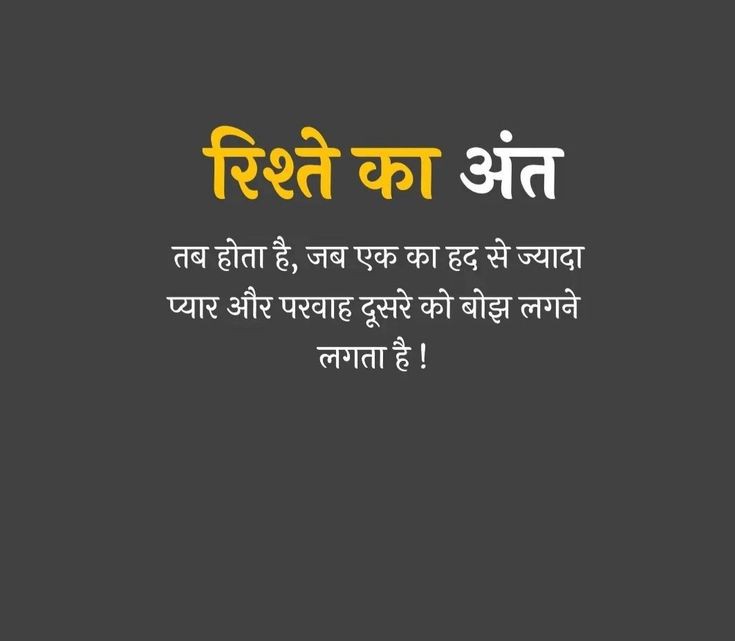 रिश्ते का अंत
तब होता है, जब एक का हद से ज्यादा
प्यार और परवाह दूसरे को बोझ लगने
लगता है !